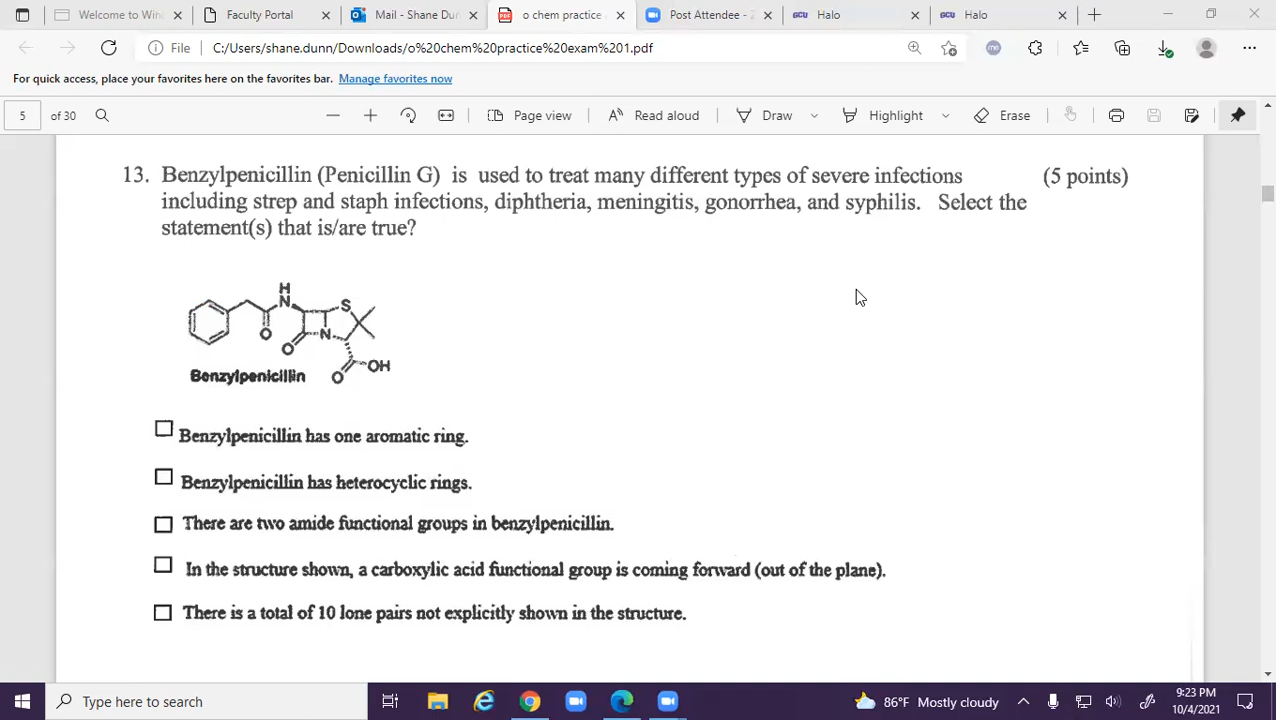 Welcome to WIN1
Faculty Portal
Mail - Shane Dunn
o chem practice
Post Attendee - Z
GCU Halo
GCU Halo
File C:/Users/shane.dunn/Downloads/o%20chem%20practice%20exam%201.pdf
For quick access, place your favorites here on the favorites bar. Manage favorites now
5 of 30 Page view Read aloud Draw Highlight Erase
13. Benzylpenicillin (Penicillin G) is used to treat many different types of severe infections (5 points)
including strep and staph infections, diphtheria, meningitis, gonorrhea, and syphilis. Select the
statement(s) that is/are true?
H
N
S
O
N
O
OH
O
Benzylpenicillin
Benzylpenicillin has one aromatic ring.
Benzylpenicillin has heterocyclic rings.
There are two amide functional groups in benzylpenicillin.
In the structure shown, a carboxylic acid functional group is coming forward (out of the plane).
There is a total of 10 lone pairs not explicitly shown in the structure.
Type here to search
86°F Mostly cloudy
9:23 PM
10/4/2021